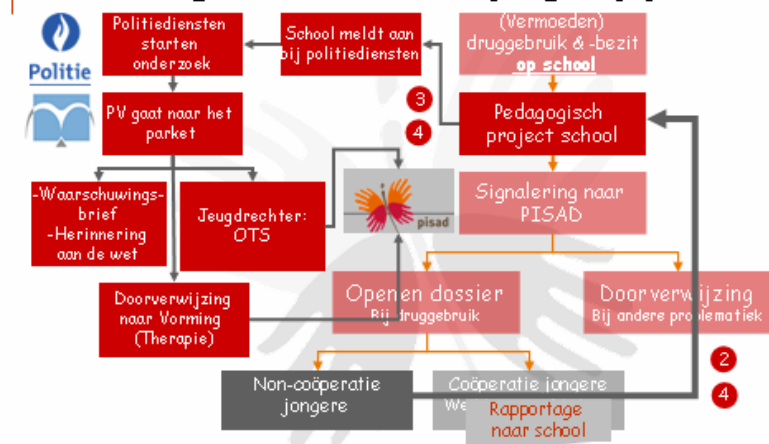 Politiediensten
starten
onderzoek
School meldt aan
bij politiediensten
(Vermoeden)
druggebruik & -bezit
op school
Politie
PV gaat naar het
parket
3
4
Pedagogisch
project school
-Waarschuwings-
brief
-Herinnering
aan de wet
Jeugdrechter:
OTS
pisad
Signalering naar
PISAD
Doorverwijzing
naar Vorming
(Therapie)
Openen dossier
Bij druggebruik
Doorverwijzing
Bij andere problematiek
2
4
Non-coöperatie
jongere
Coöperatie jongere
Rapportage
naar school